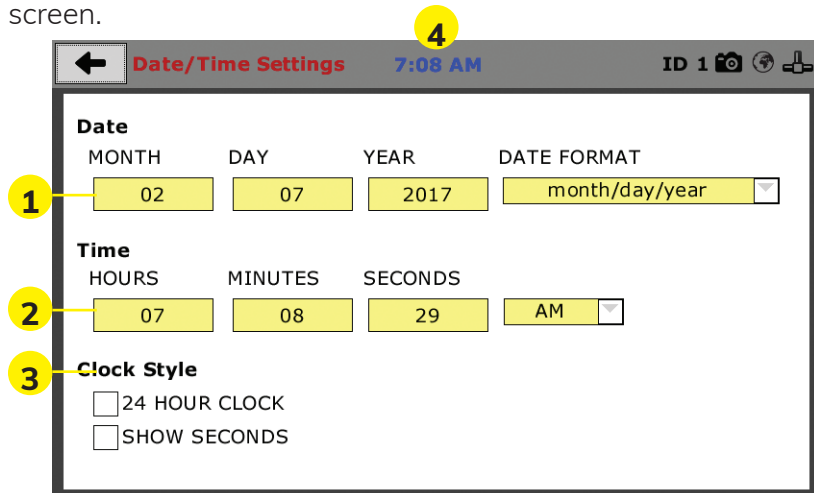 screen.
4
Date/Time Settings 7:08 AM ID 1
Date
MONTH DAY YEAR DATE FORMAT
1 02 07 2017 month/day/year
Time
HOURS MINUTES SECONDS
2 07 08 29 AM
3 Clock Style
24 HOUR CLOCK
SHOW SECONDS